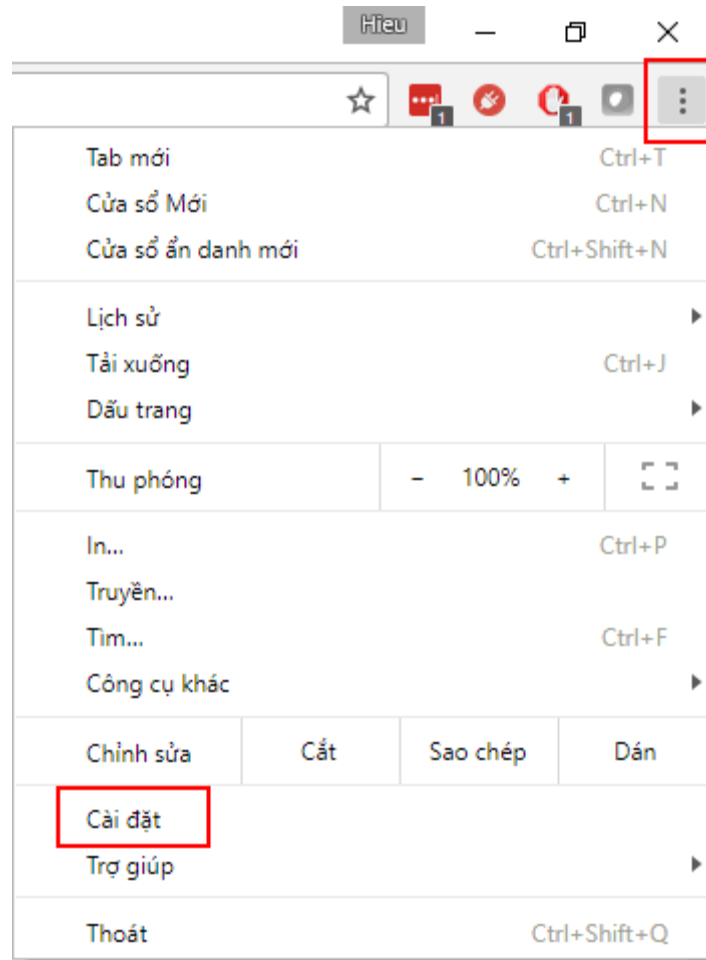 Hieu
1 1
Tab mới Ctrl+T
Cửa sổ Mới Ctrl+N
Cửa sổ ẩn danh mới Ctrl+Shift+N
Lịch sử
Tải xuống Ctrl+J
Dấu trang
Thu phóng - 100% +
In... Ctrl+P
Truyền...
Tìm... Ctrl+F
Công cụ khác
Chỉnh sửa Cắt Sao chép Dán
Cài đặt
Trợ giúp
Thoát Ctrl+Shift+Q